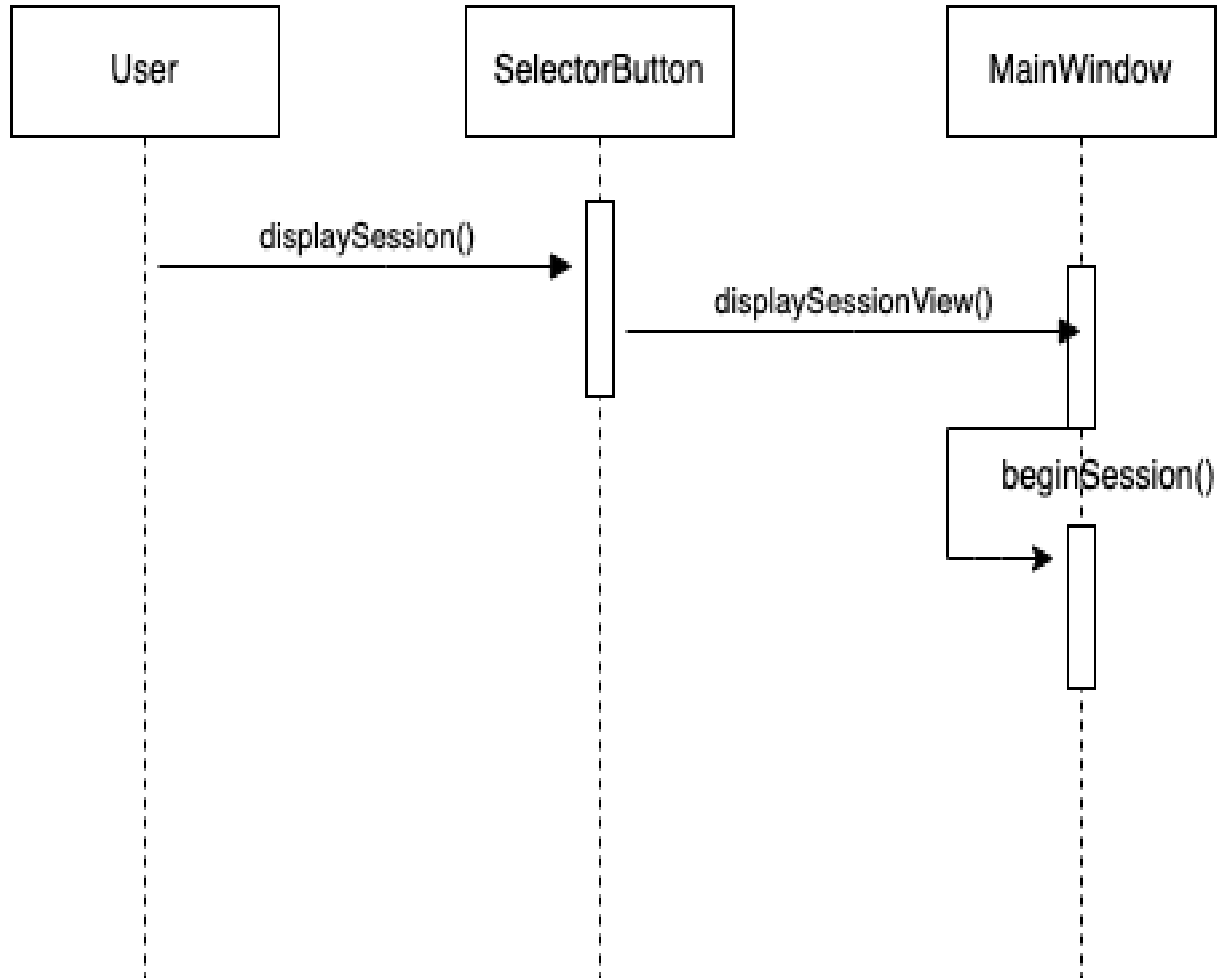 User
SelectorButton
MainWindow
displaySession()
displaySessionView()
beginSession()